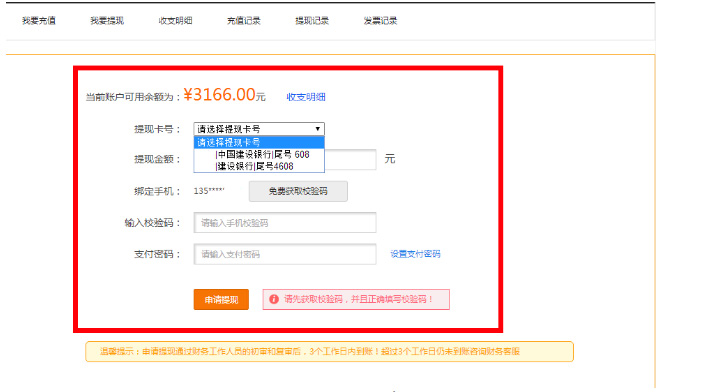 我要充值 我要提现 收支明细 充值记录 提现记录 发票记录
当前账户可用余额为：¥3166.00元 收支明细
提现卡号： 请选择提现卡号
请选择提现卡号
|中国建设银行|尾号 608
提现金额： 元
|建设银行|尾号4608
绑定手机： 135****' 免费获取校验码
输入校验码： 请输入手机校验码
支付密码： 请输入支付密码 设置支付密码
申请提现 请先获取校验码，并且正确填写校验码！
温馨提示：申请提现通过财务工作人员的初审和复审后，3个工作日内到账！超过3个工作日仍未到账咨询财务客服